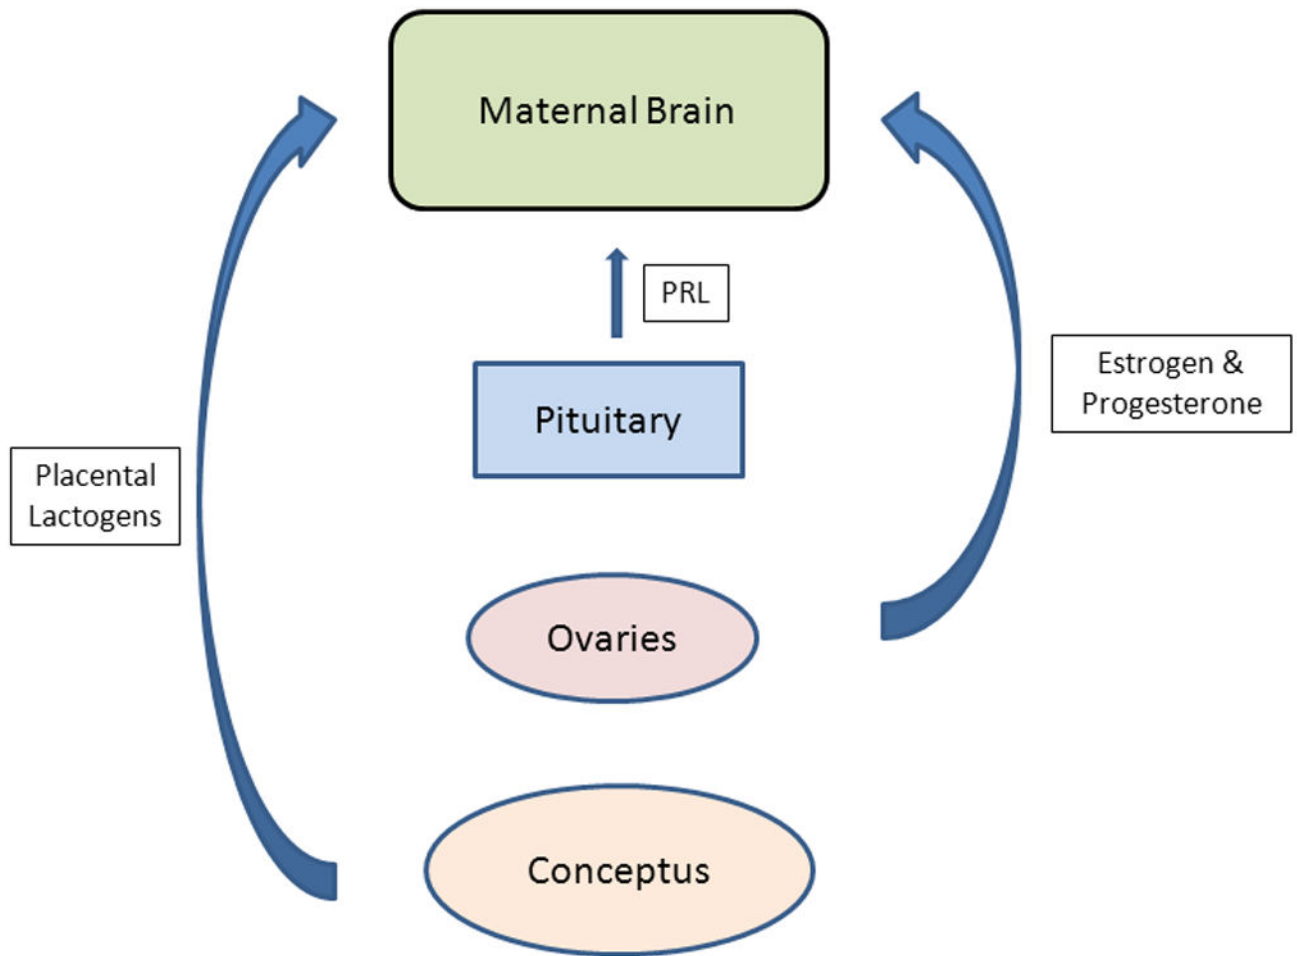 Maternal Brain
PRL
Pituitary
Estrogen &
Progesterone
Placental
Lactogens
Ovaries
Conceptus